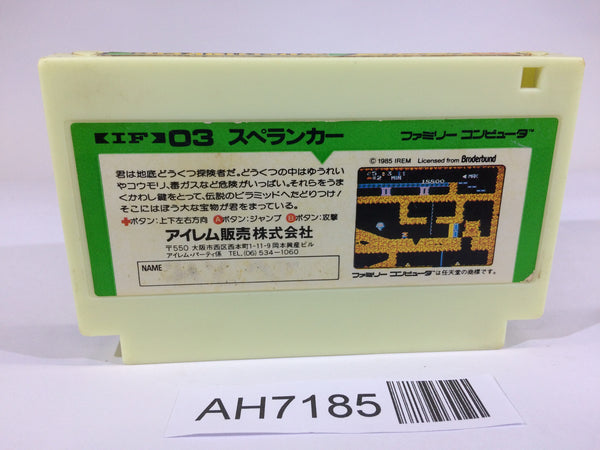 IF 03 スペランカー
ファミリー コンピュータ™
© 1985 IREM Licensed from Brøderbund
君は地底どうくつ探険者だ。どうくつの中はゆうれい
やコウモリ、毒ガスなど危険がいっぱい。それらをうま
くかわし鍵をとって、伝説のピラミッドへたどりつけ!
そこにはぼう大な宝物が君をまっている。
ボタン:上下左右方向 Aボタン:ジャンプ Bボタン:攻撃
アイレム販売株式会社
〒550 大阪市西区西本町1-11-9 岡本興産ビル
アイレム・パーティ係 TEL.(06)534-1060
NAME
15800
ファミリー コンピュータ™は任天堂の商標です。
AH7185